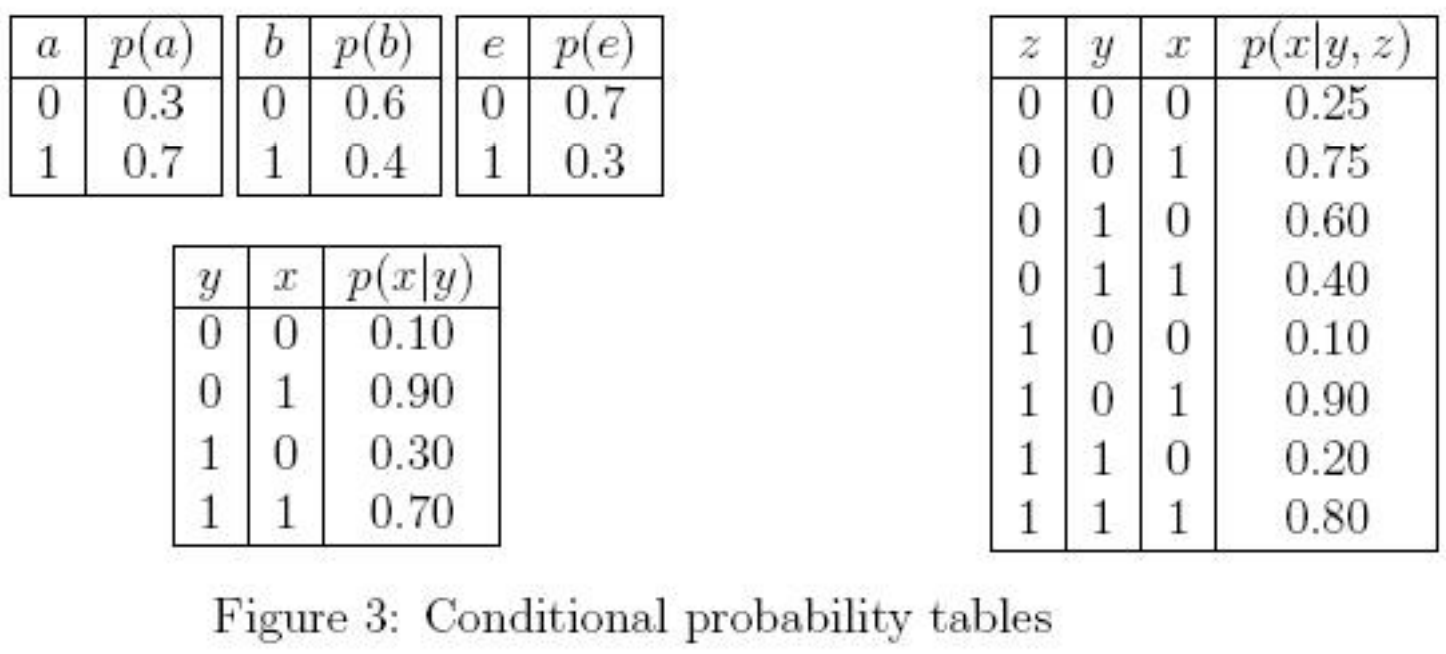 a p(a) b p(b) e p(e)
0 0.3 0 0.6 0 0.7
1 0.7 1 0.4 1 0.3
y x p(x|y)
0 0 0.10
0 1 0.90
1 0 0.30
1 1 0.70
z y x p(x|y, z)
0 0 0 0.25
0 0 1 0.75
0 1 0 0.60
0 1 1 0.40
1 0 0 0.10
1 0 1 0.90
1 1 0 0.20
1 1 1 0.80
Figure 3: Conditional probability tables